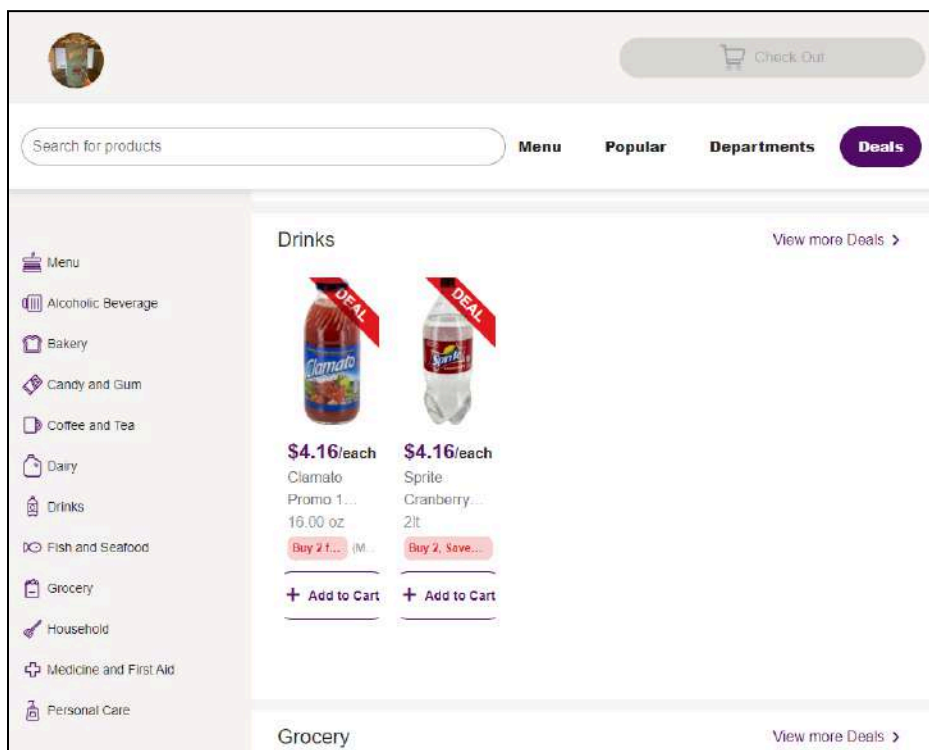 Check Out
Search for products
Menu
Popular
Departments
Deals
Menu
Alcoholic Beverage
Bakery
Candy and Gum
Coffee and Tea
Dairy
Drinks
Fish and Seafood
Grocery
Household
Medicine and First Aid
Personal Care
Drinks
View more Deals >
DEAL
Clamato
$4.16/each
Clamato
Promo 1...
16.00 oz
Buy 2 f... (M...
+ Add to Cart
DEAL
Sprite
$4.16/each
Sprite
Cranberry...
2lt
Buy 2, Save...
+ Add to Cart
Grocery
View more Deals >